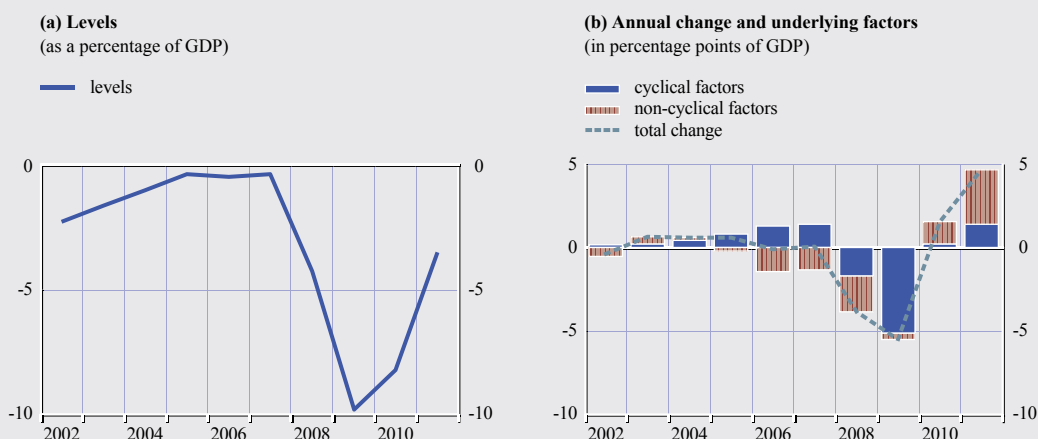 (a) Levels
(as a percentage of GDP)
levels
0
-5
-10
0
-5
-10
2002 2004 2006 2008 2010
(b) Annual change and underlying factors
(in percentage points of GDP)
cyclical factors
non-cyclical factors
total change
5
0
-5
-10
5
0
-5
-10
2002 2004 2006 2008 2010